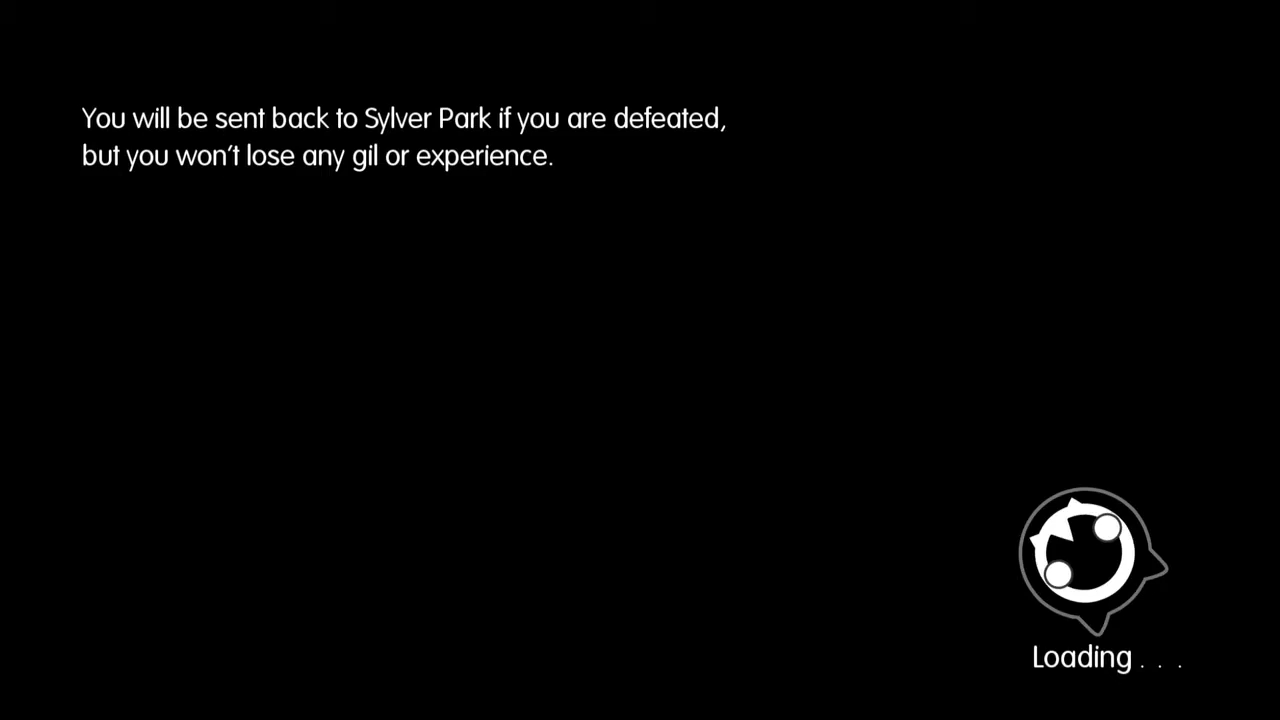 You will be sent back to Sylver Park if you are defeated,
but you won't lose any gil or experience.
Loading . . .